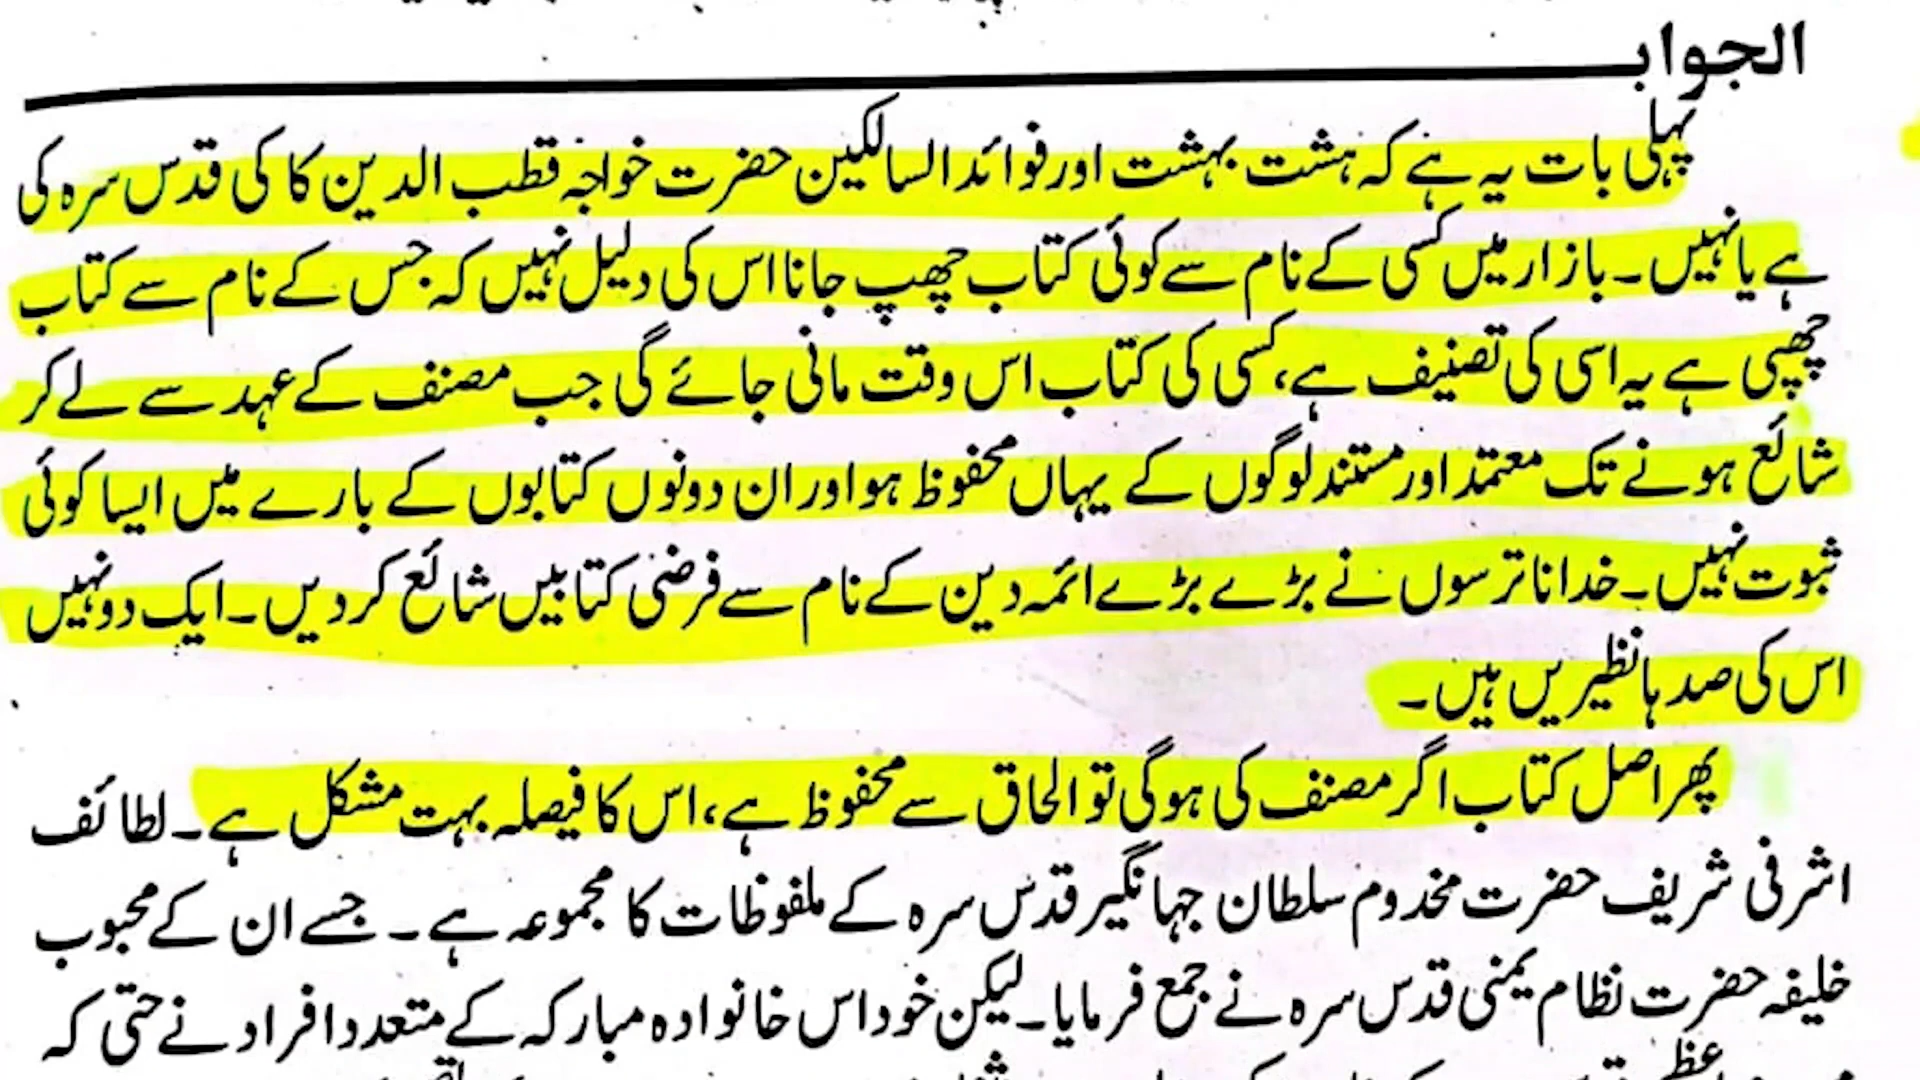 الجواب
پہلی بات یہ ہے کہ ہشت بہشت اور فوائد السالکین حضرت خواجہ قطب الدین کاکی قدس سرہ کی
ہے یا نہیں۔ بازار میں کسی کے نام سے کوئی کتاب چھپ جانا اس کی دلیل نہیں کہ جس کے نام سے کتاب
چھپی ہے یہ اسی کی تصنیف ہے، کسی کی کتاب اس وقت مانی جائے گی جب مصنف کے عہد سے لے کر
شائع ہونے تک معتمد اور مستند لوگوں کے یہاں محفوظ ہو اور ان دونوں کتابوں کے بارے میں ایسا کوئی
ثبوت نہیں۔ خدا ناترسوں نے بڑے بڑے ائمہ دین کے نام سے فرضی کتابیں شائع کر دیں۔ ایک دو نہیں
اس کی صدہا نظیریں ہیں۔
پھر اصل کتاب اگر مصنف کی ہوگی تو الحاق سے محفوظ ہے، اس کا فیصلہ بہت مشکل ہے۔ لطائف
اشرفی شریف حضرت مخدوم سلطان جہانگیر قدس سرہ کے ملفوظات کا مجموعہ ہے۔ جسے ان کے محبوب
خلیفہ حضرت نظام یمنی قدس سرہ نے جمع فرمایا۔ لیکن خود اس خانوادہ مبارکہ کے متعدد افراد نے حتی کہ